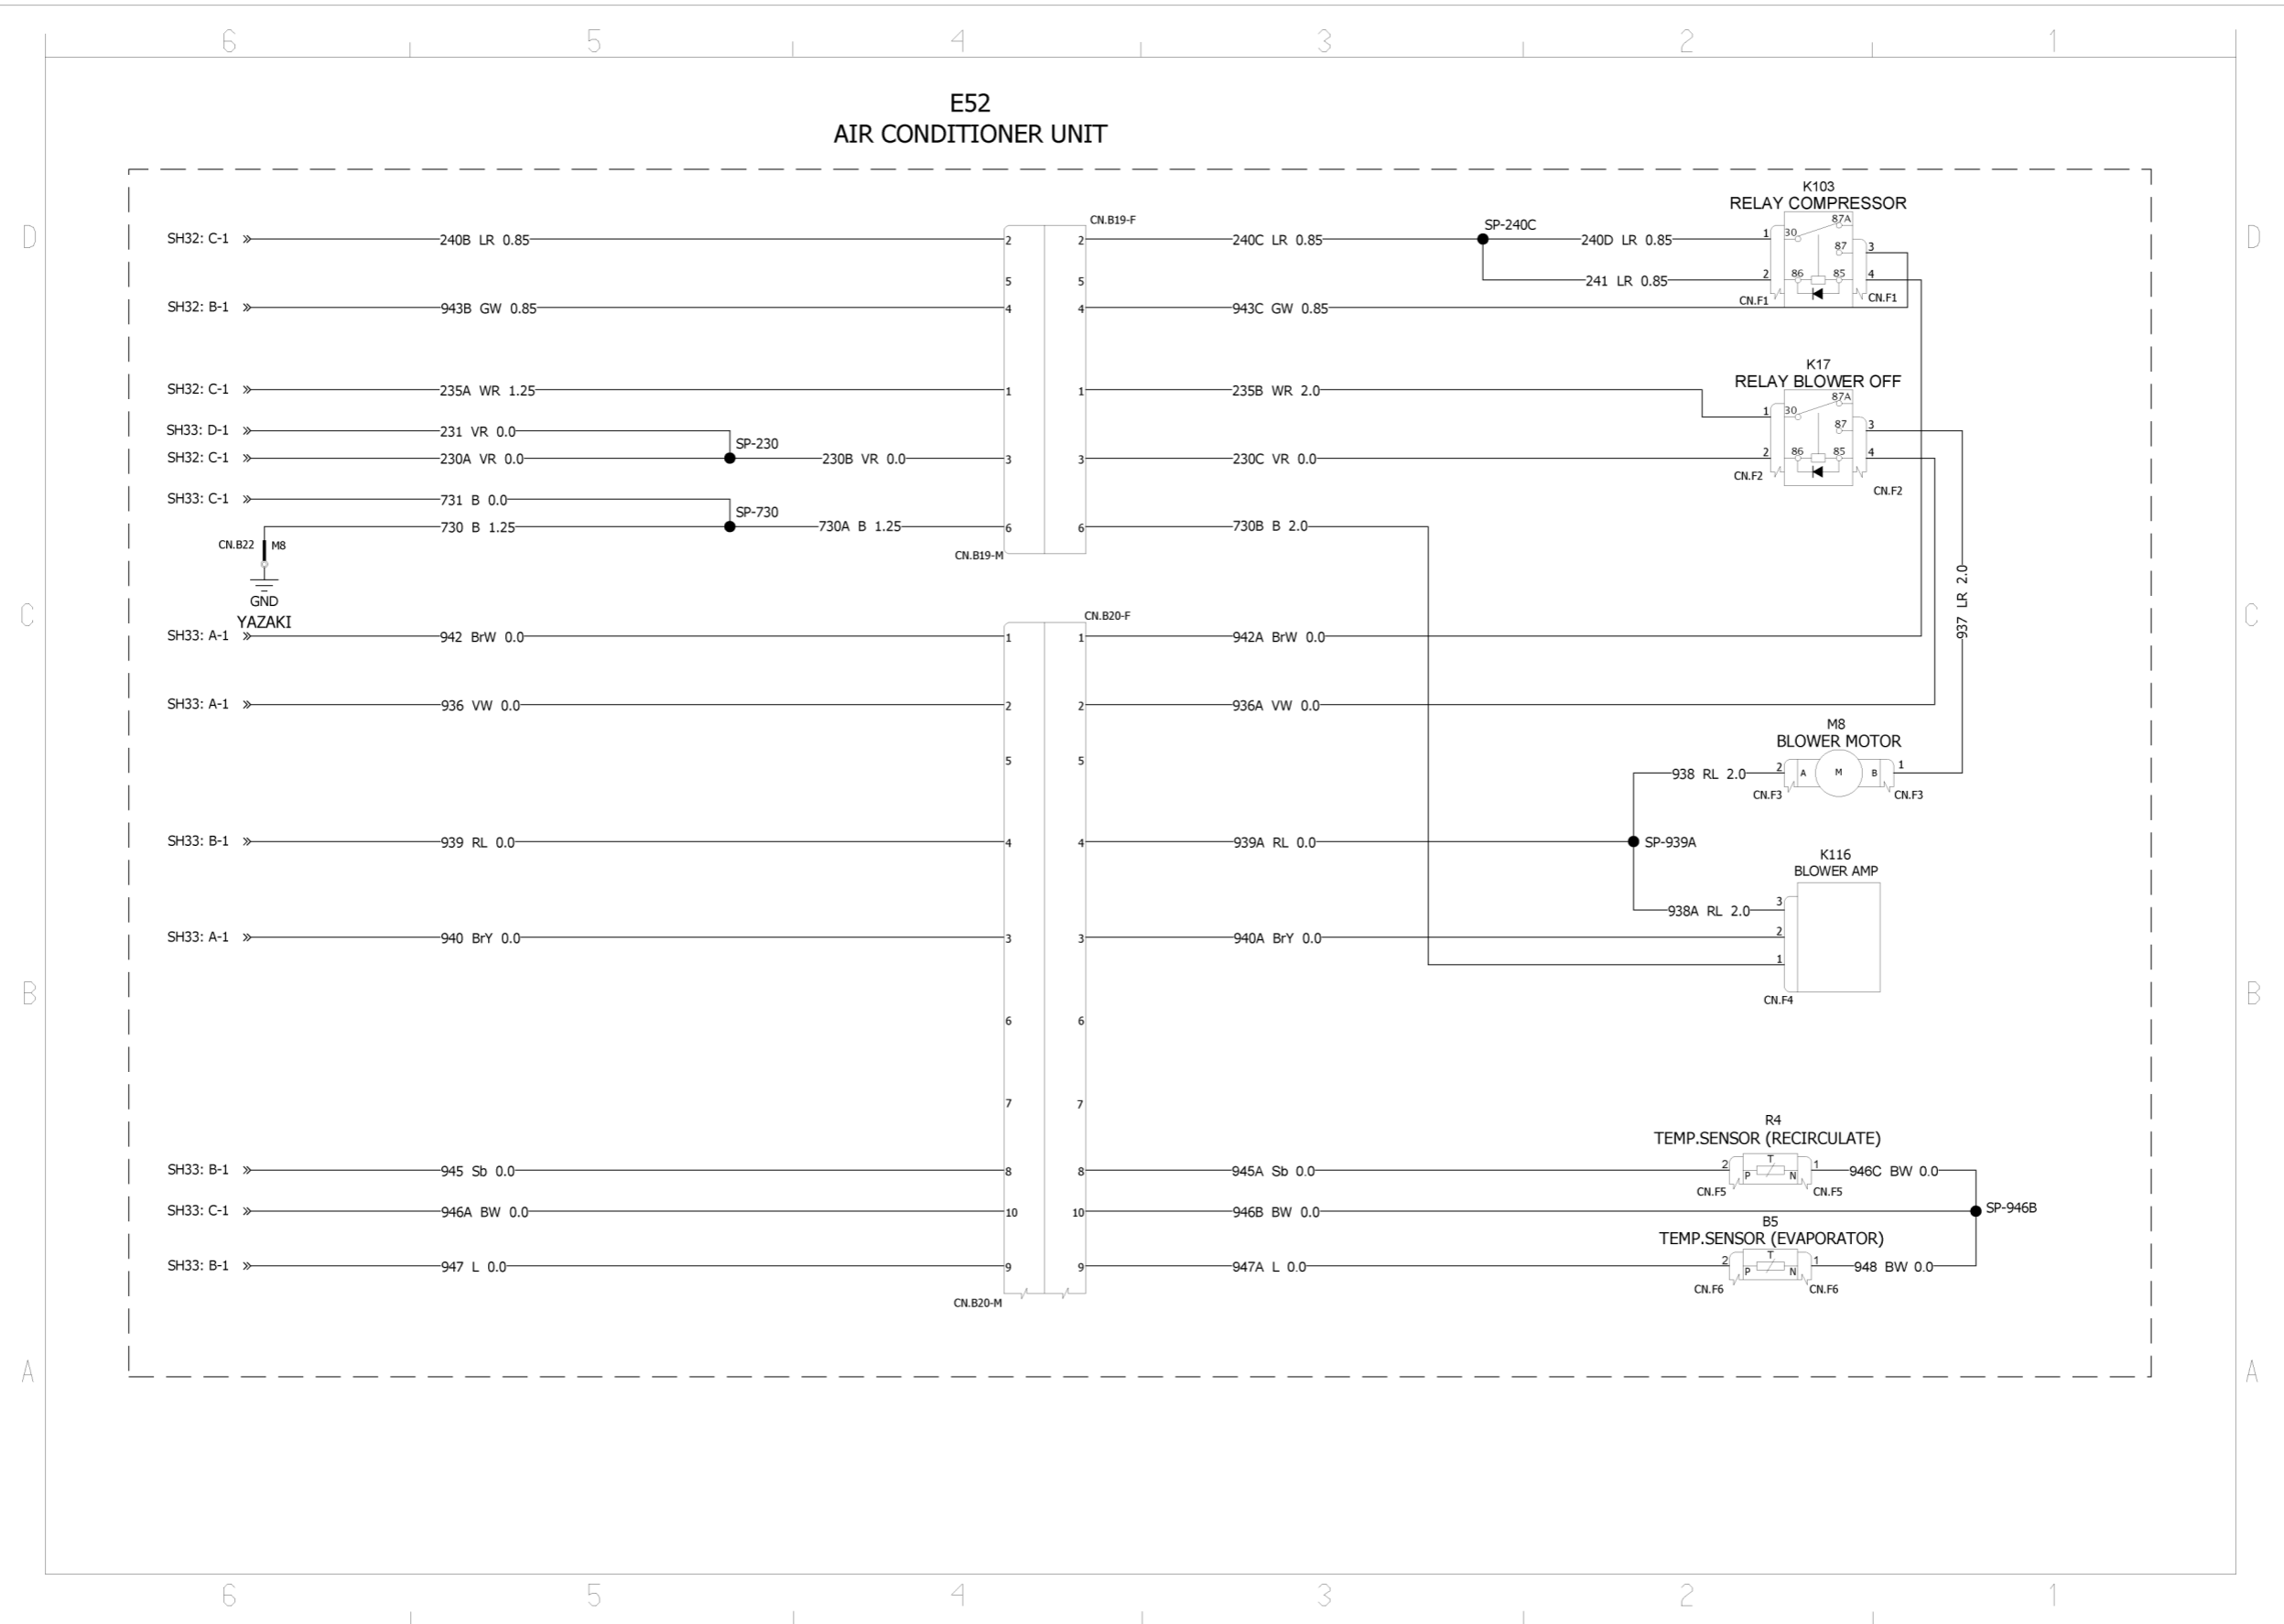 6 5 4 3 2 1
E52
AIR CONDITIONER UNIT
K103
RELAY COMPRESSOR
CN.B19-F
87A
SP-240C
D SH32: C-1 240B LR 0.85 2 2 240C LR 0.85 240D LR 0.85 1 30 87 3 D
5 5 241 LR 0.85 2 86 85 4
CN.F1 CN.F1
SH32: B-1 943B GW 0.85 4 4 943C GW 0.85
K17
RELAY BLOWER OFF
SH32: C-1 235A WR 1.25 1 1 235B WR 2.0
87A
1 30
SH33: D-1 231 VR 0.0 87 3
SP-230
SH32: C-1 230A VR 0.0 230B VR 0.0 3 3 230C VR 0.0 2 86 85 4
CN.F2 CN.F2
SH33: C-1 731 B 0.0
SP-730
730 B 1.25 730A B 1.25 6 6 730B B 2.0
CN.B22 M8
CN.B19-M
GND
YAZAKI
937 LR 2.0
C CN.B20-F C
SH33: A-1 942 BrW 0.0 1 1 942A BrW 0.0
SH33: A-1 936 VW 0.0 2 2 936A VW 0.0
M8
BLOWER MOTOR
5 5
938 RL 2.0 2 A M B 1
CN.F3 CN.F3
SH33: B-1 939 RL 0.0 4 4 939A RL 0.0 SP-939A
K116
BLOWER AMP
938A RL 2.0 3
SH33: A-1 940 BrY 0.0 3 3 940A BrY 0.0 2
1
B CN.F4 B
6 6
7 7
R4
TEMP.SENSOR (RECIRCULATE)
SH33: B-1 945 Sb 0.0 8 8 945A Sb 0.0 2 P T N 1 946C BW 0.0
CN.F5 CN.F5
SH33: C-1 946A BW 0.0 10 10 946B BW 0.0 SP-946B
B5
TEMP.SENSOR (EVAPORATOR)
SH33: B-1 947 L 0.0 9 9 947A L 0.0 2 P T N 1 948 BW 0.0
CN.F6 CN.F6
CN.B20-M
A A
6 5 4 3 2 1